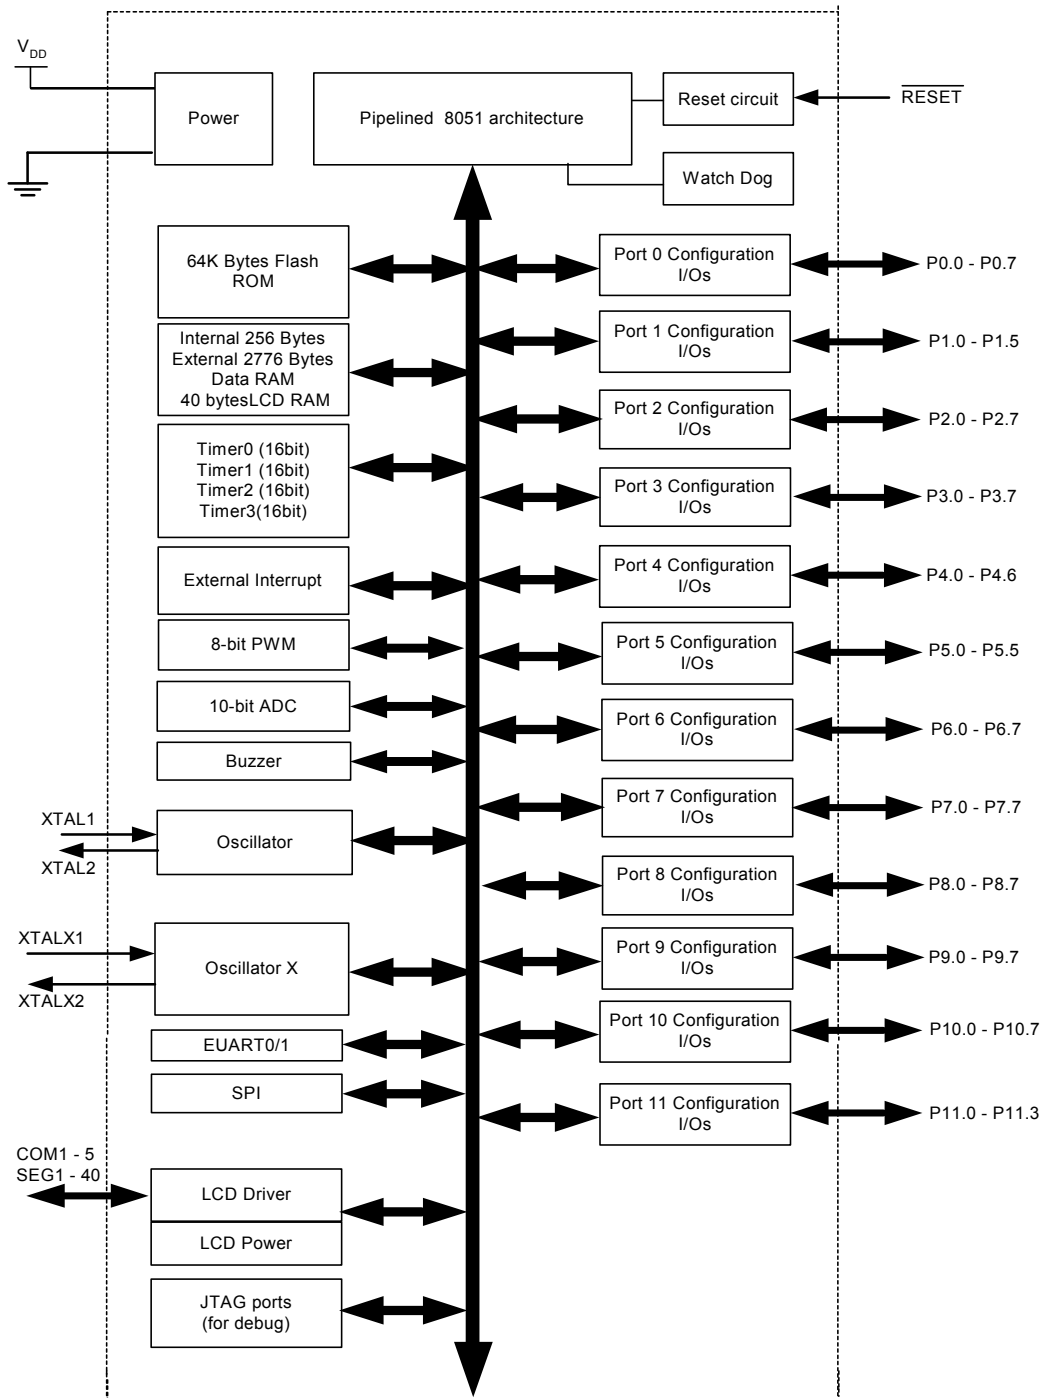 VDD
Power
Pipelined 8051 architecture
Reset circuit
RESET
Watch Dog
64K Bytes Flash
ROM
Internal 256 Bytes
External 2776 Bytes
Data RAM
40 bytesLCD RAM
Timer0 (16bit)
Timer1 (16bit)
Timer2 (16bit)
Timer3(16bit)
External Interrupt
8-bit PWM
10-bit ADC
Buzzer
XTAL1
XTAL2
Oscillator
XTALX1
XTALX2
Oscillator X
EUART0/1
SPI
COM1 - 5
SEG1 - 40
LCD Driver
LCD Power
JTAG ports
(for debug)
Port 0 Configuration
I/Os
P0.0 - P0.7
Port 1 Configuration
I/Os
P1.0 - P1.5
Port 2 Configuration
I/Os
P2.0 - P2.7
Port 3 Configuration
I/Os
P3.0 - P3.7
Port 4 Configuration
I/Os
P4.0 - P4.6
Port 5 Configuration
I/Os
P5.0 - P5.5
Port 6 Configuration
I/Os
P6.0 - P6.7
Port 7 Configuration
I/Os
P7.0 - P7.7
Port 8 Configuration
I/Os
P8.0 - P8.7
Port 9 Configuration
I/Os
P9.0 - P9.7
Port 10 Configuration
I/Os
P10.0 - P10.7
Port 11 Configuration
I/Os
P11.0 - P11.3